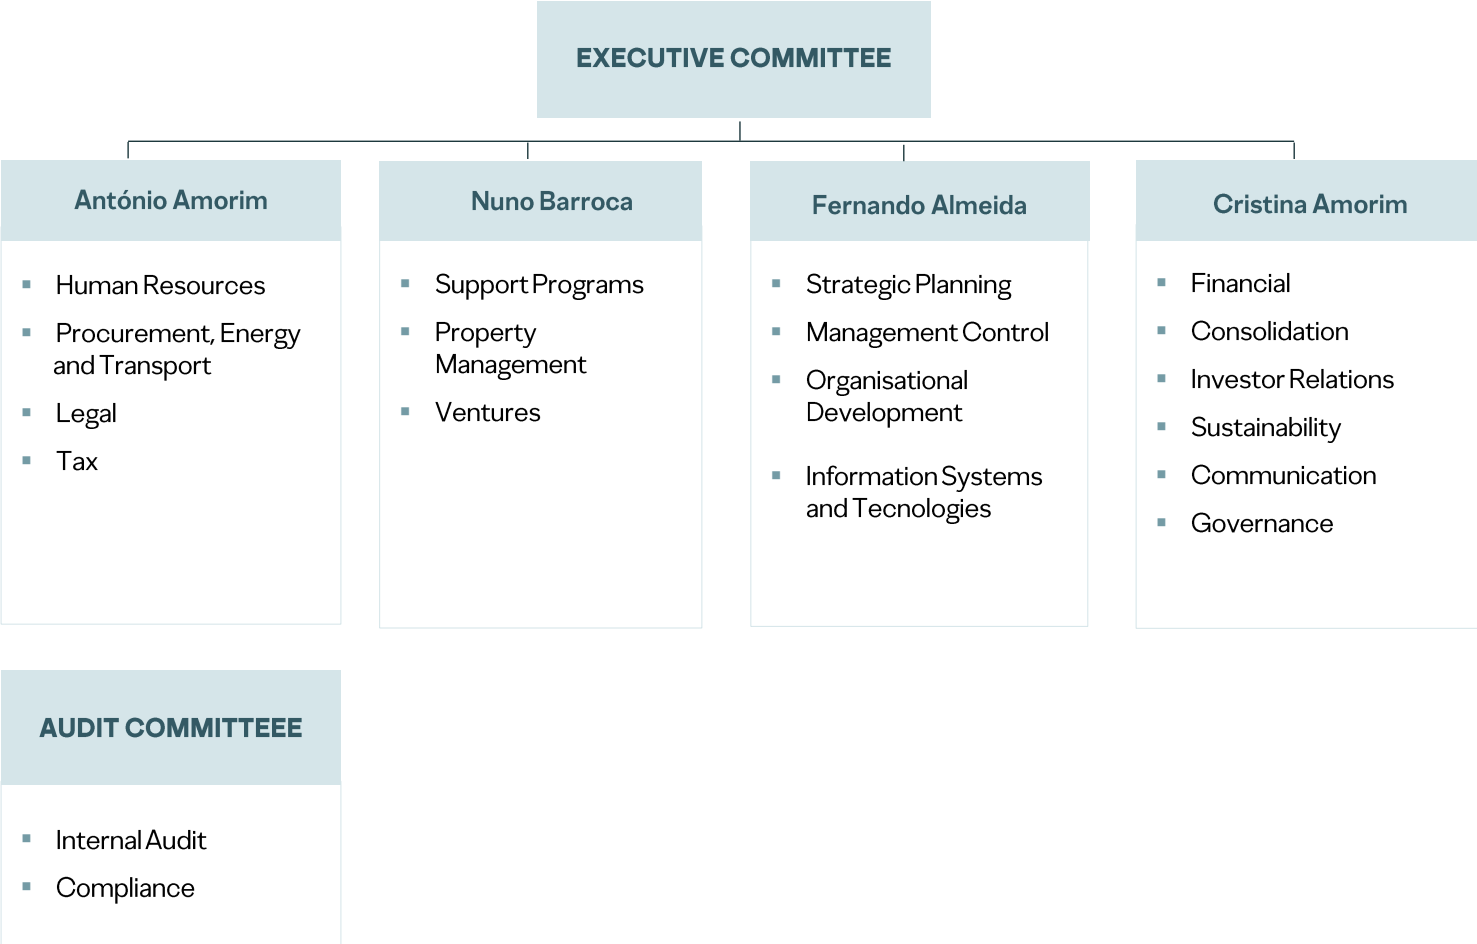 EXECUTIVE COMMITTEE
António Amorim
Human Resources
Procurement, Energy
and Transport
Legal
Tax
Nuno Barroca
Support Programs
Property
Management
Ventures
Fernando Almeida
Strategic Planning
Management Control
Organisational
Development
Information Systems
and Tecnologies
Cristina Amorim
Financial
Consolidation
Investor Relations
Sustainability
Communication
Governance
AUDIT COMMITTEEE
Internal Audit
Compliance